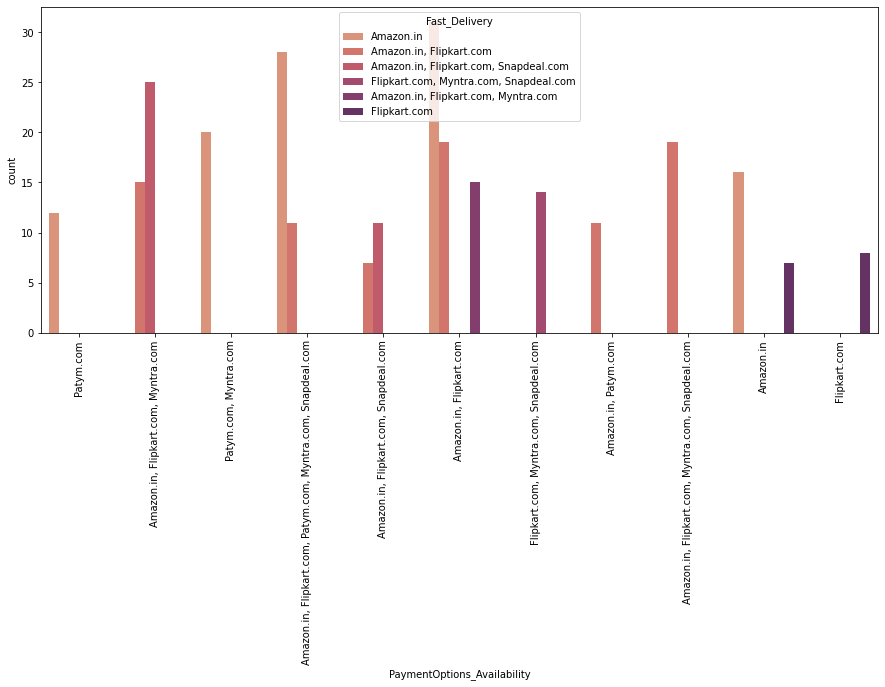 Fast_Delivery
Amazon.in
Amazon.in, Flipkart.com
Amazon.in, Flipkart.com, Snapdeal.com
Flipkart.com, Myntra.com, Snapdeal.com
Amazon.in, Flipkart.com, Myntra.com
Flipkart.com
30
25
20
15
10
5
0
count
Patym.com
Amazon.in, Flipkart.com, Myntra.com
Patym.com, Myntra.com
Amazon.in, Flipkart.com, Patym.com, Myntra.com, Snapdeal.com
Amazon.in, Flipkart.com, Snapdeal.com
Amazon.in, Flipkart.com
Flipkart.com, Myntra.com, Snapdeal.com
Amazon.in, Patym.com
Amazon.in, Flipkart.com, Myntra.com, Snapdeal.com
Amazon.in
Flipkart.com
PaymentOptions_Availability